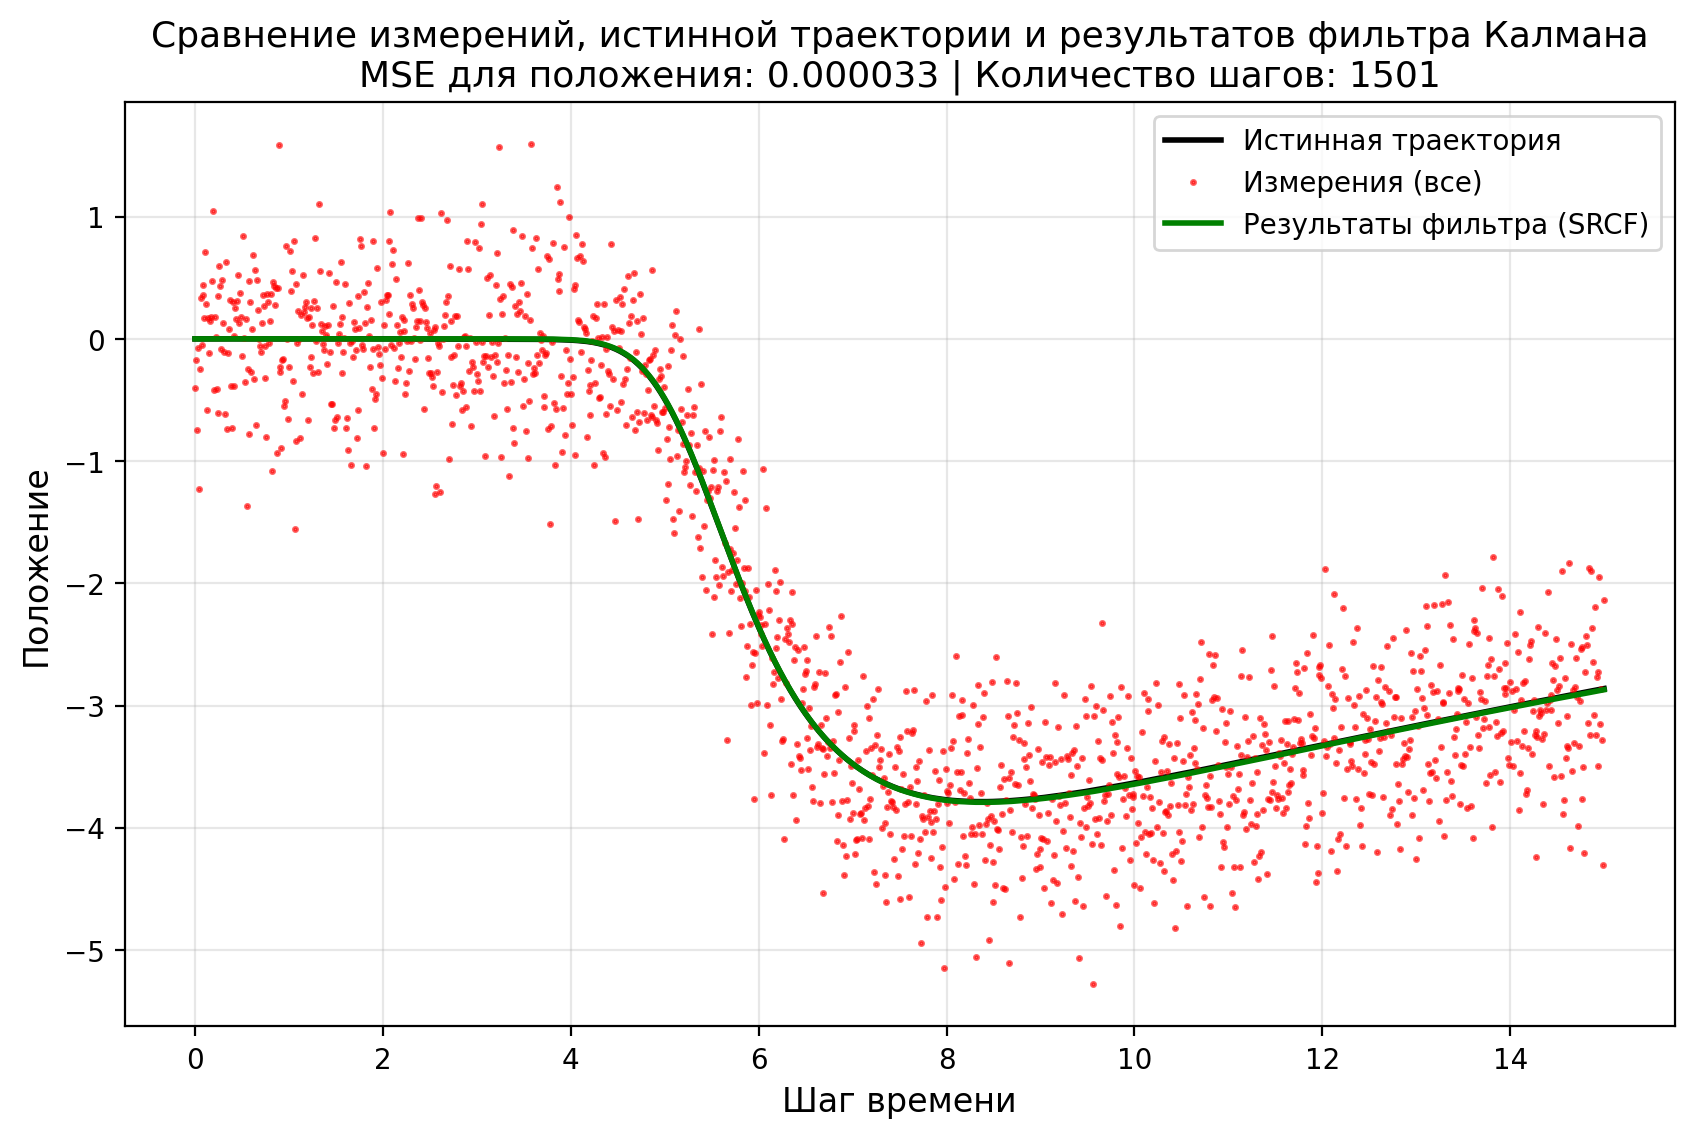 Сравнение измерений, истинной траектории и результатов фильтра Калмана
MSE для положения: 0.000033 | Количество шагов: 1501
Истинная траектория
Измерения (все)
Результаты фильтра (SRCF)
Положение
1
0
−1
−2
−3
−4
−5
0 2 4 6 8 10 12 14
Шаг времени